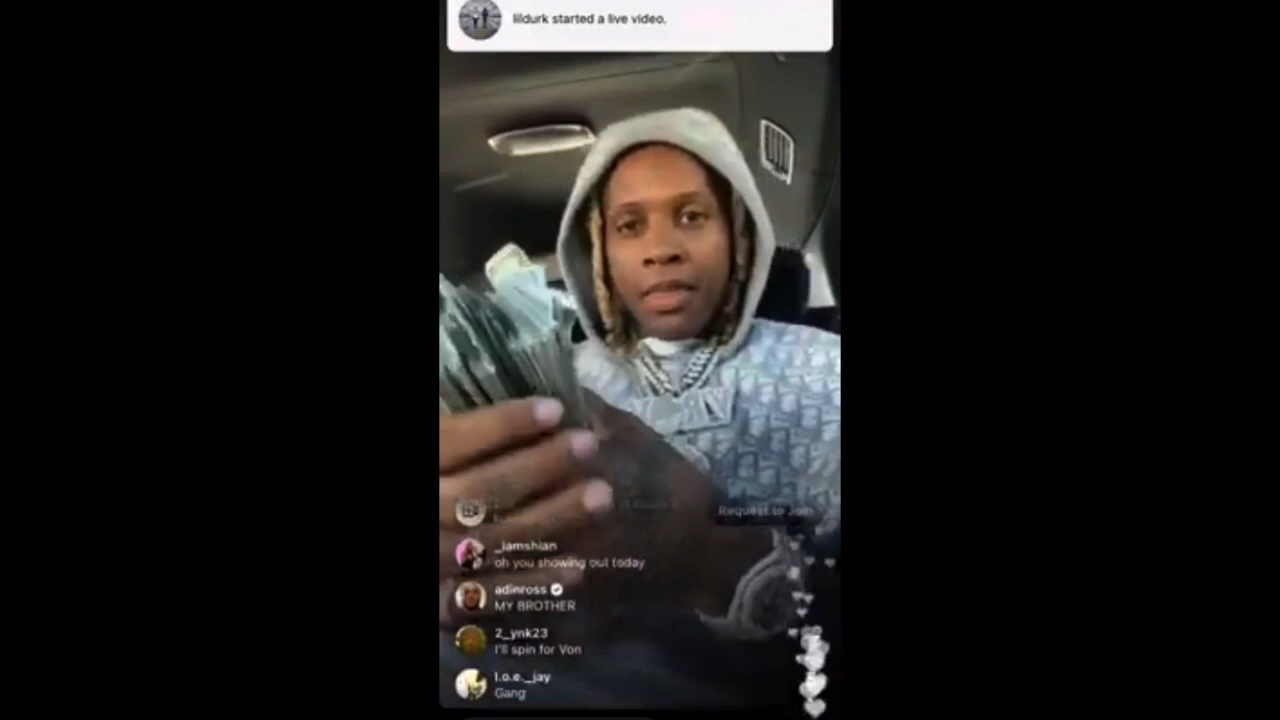 lildurk started a live video.
Request to Join
_iamshian
oh you showing out today
adinross
MY BROTHER
2_ynk23
I'll spin for Von
l.o.e._jay
Gang